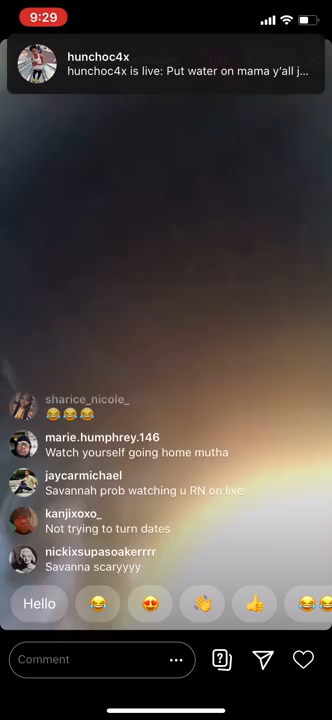 9:29
hunchoc4x
hunchoc4x is live: Put water on mama y'all j...
sharice_nicole_
😂😂😂
marie.humphrey.146
Watch yourself going home mutha
jaycarmichael
Savannah prob watching u RN on live
kanjixoxo_
Not trying to turn dates
nickixsupasoakerrrr
Savanna scaryyyy
Hello 😂 😍 👋 👍 😂😂
Comment